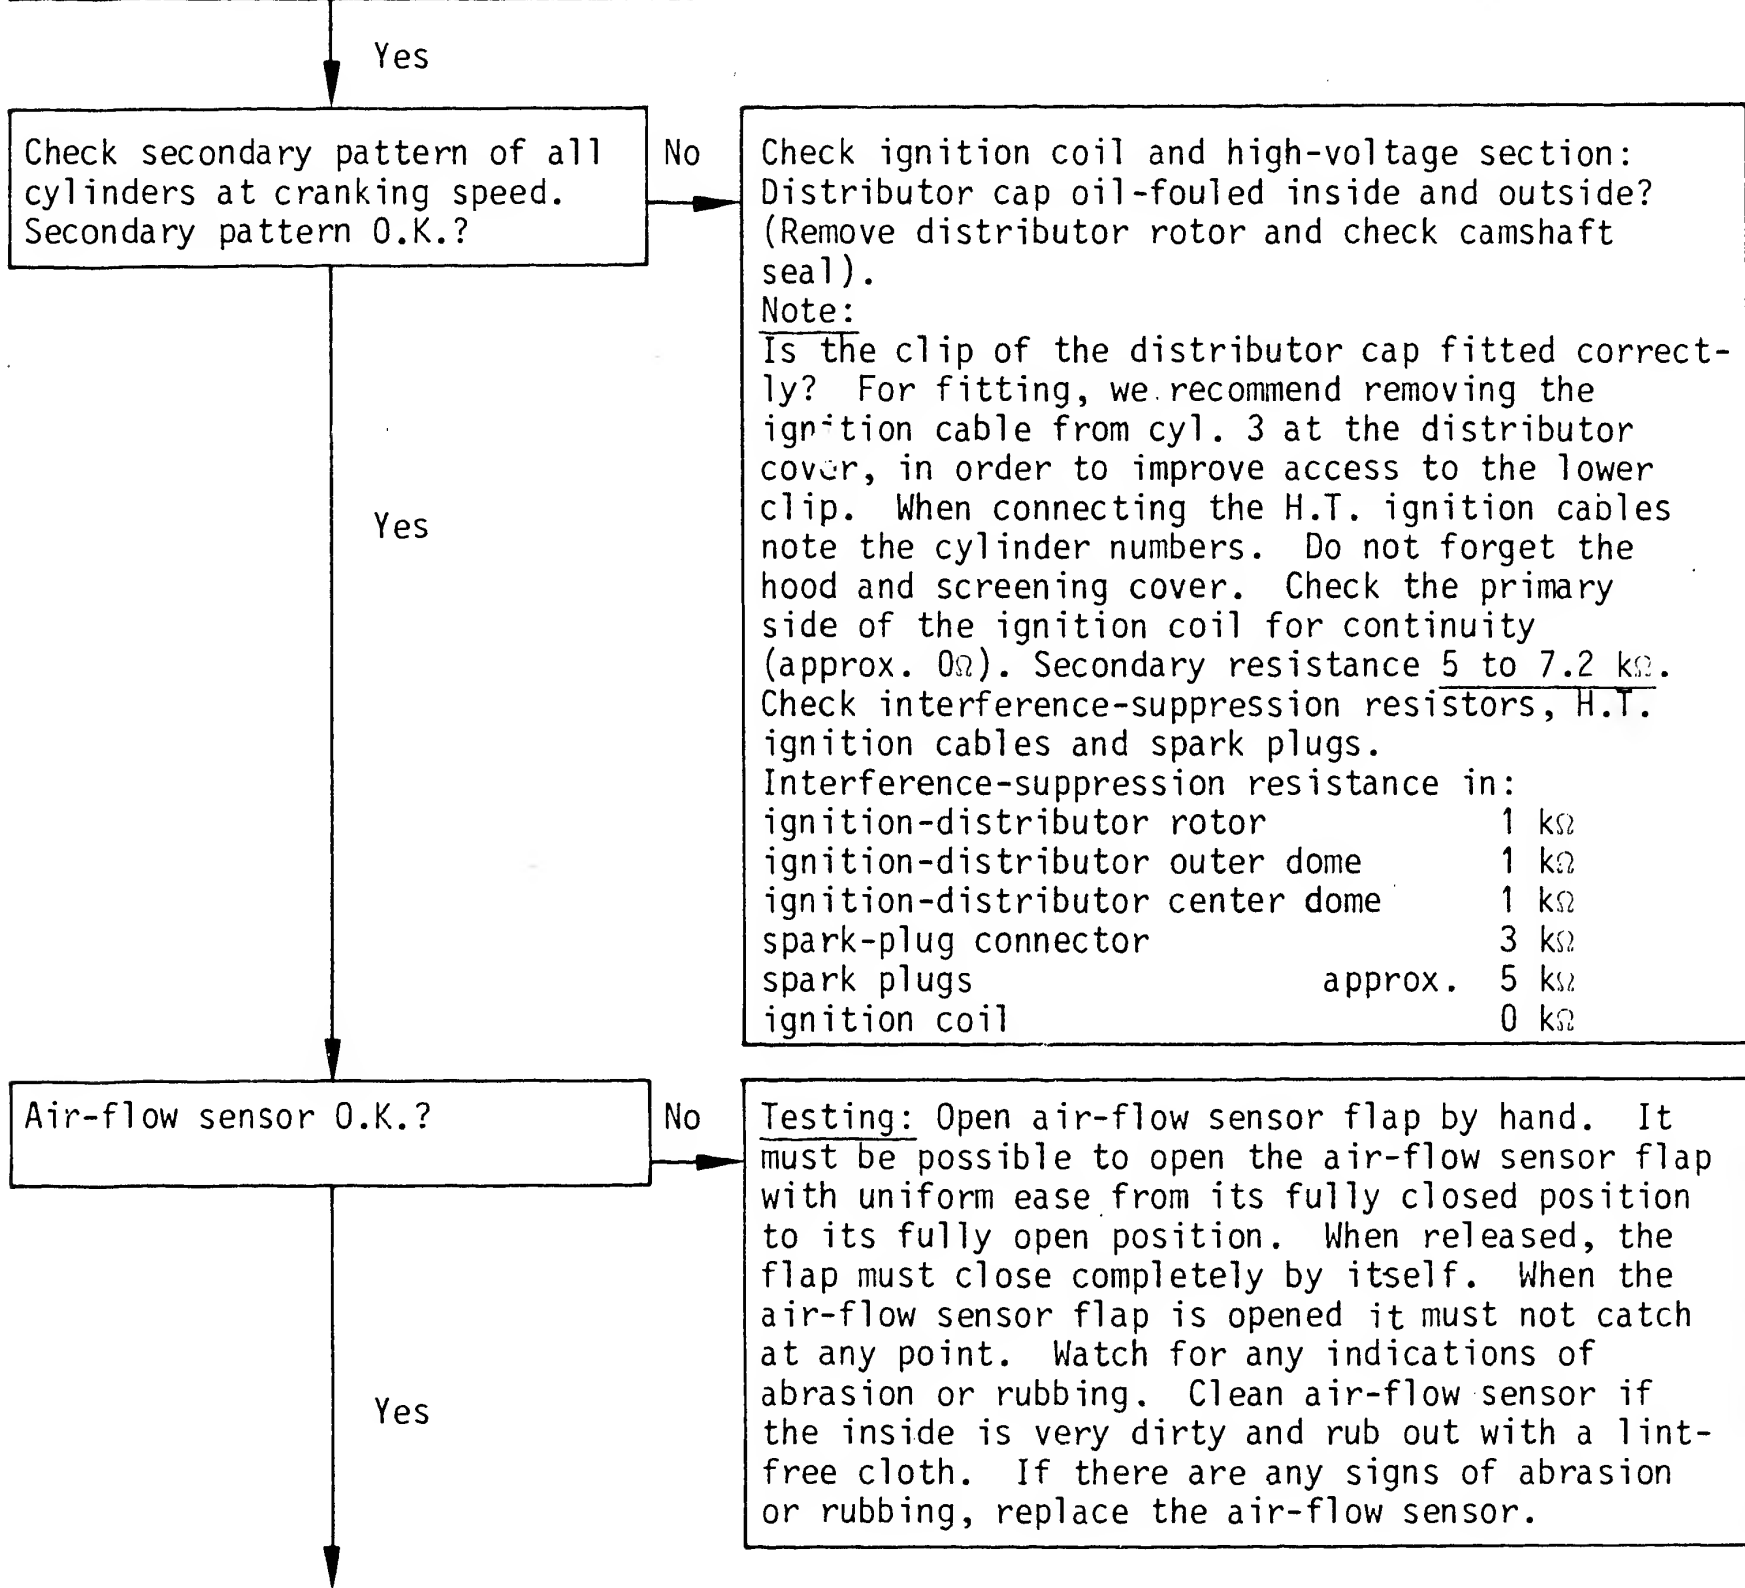 Yes
Check secondary pattern of all
cylinders at cranking speed.
Secondary pattern O.K.?
No
Check ignition coil and high-voltage section:
Distributor cap oil-fouled inside and outside?
(Remove distributor rotor and check camshaft
seal).
Note:
Is the clip of the distributor cap fitted correct-
ly? For fitting, we recommend removing the
ignition cable from cyl. 3 at the distributor
cover, in order to improve access to the lower
clip. When connecting the H.T. ignition cables
note the cylinder numbers. Do not forget the
hood and screening cover. Check the primary
side of the ignition coil for continuity
(approx. 0Ω). Secondary resistance 5 to 7.2 kΩ.
Check interference-suppression resistors, H.T.
ignition cables and spark plugs.
Interference-suppression resistance in:
ignition-distributor rotor 1 kΩ
ignition-distributor outer dome 1 kΩ
ignition-distributor center dome 1 kΩ
spark-plug connector 3 kΩ
spark plugs approx. 5 kΩ
ignition coil 0 kΩ
Yes
Air-flow sensor O.K.?
No
Testing: Open air-flow sensor flap by hand. It
must be possible to open the air-flow sensor flap
with uniform ease from its fully closed position
to its fully open position. When released, the
flap must close completely by itself. When the
air-flow sensor flap is opened it must not catch
at any point. Watch for any indications of
abrasion or rubbing. Clean air-flow sensor if
the inside is very dirty and rub out with a lint-
free cloth. If there are any signs of abrasion
or rubbing, replace the air-flow sensor.
Yes